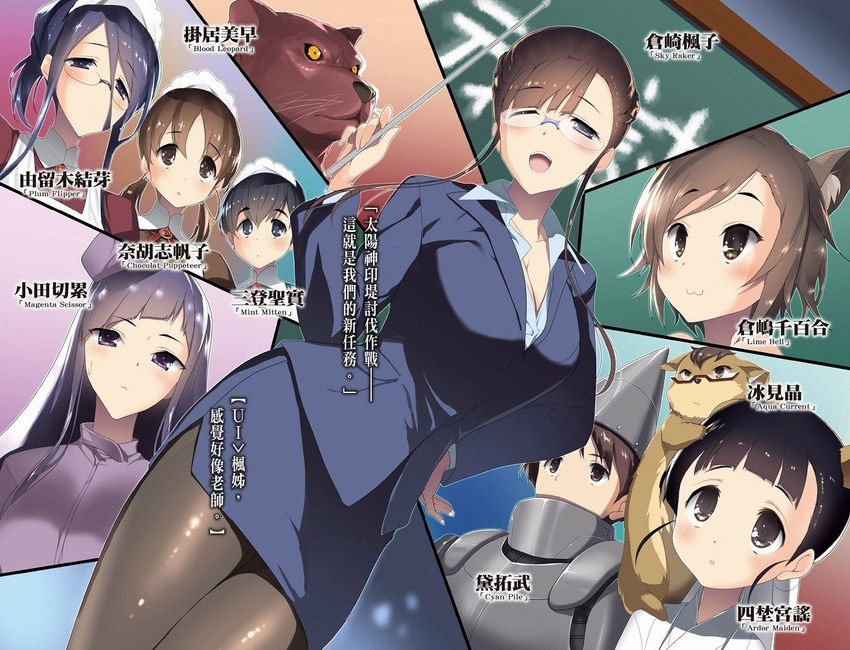 掛居美早
「Blood Leopard」
倉崎楓子
「Sky Raker」
由留木結芽
「Plum Flipper」
奈胡志帆子
「Chocolat Puppeteer」
三登聖實
「Mint Mitten」
小田切累
「Magenta Scissor」
「太陽神印堤討伐作戰——
這就是我們的新任務。」
【UI>楓姊,
感覺好像老師。】
倉嶋千百合
「Lime Bell」
冰見晶
「Aqua Current」
黛拓武
「Cyan Pile」
四埜宮謠
「Ardor Maiden」